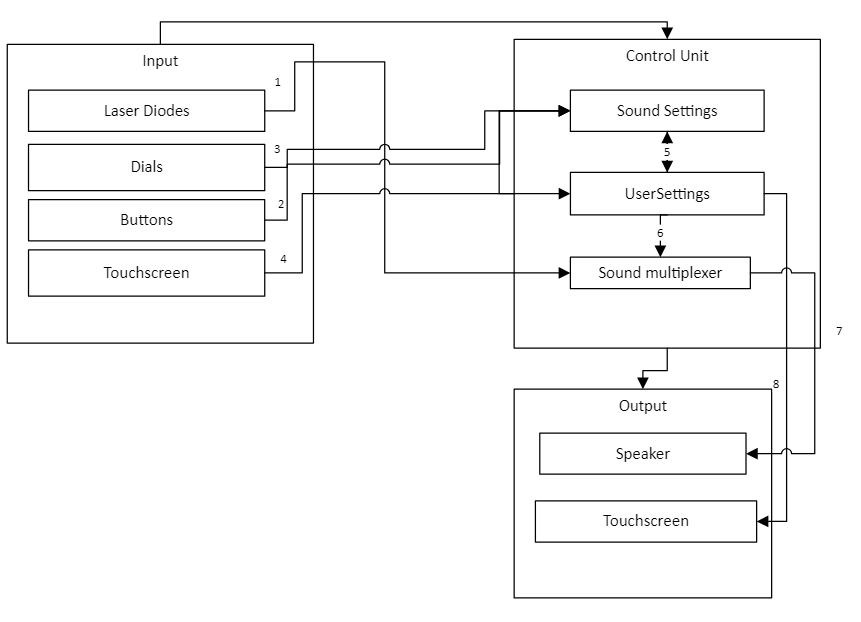 Input
1
Laser Diodes
3
Dials
2
Buttons
4
Touchscreen
Control Unit
Sound Settings
5
UserSettings
6
Sound multiplexer
7
8
Output
Speaker
Touchscreen